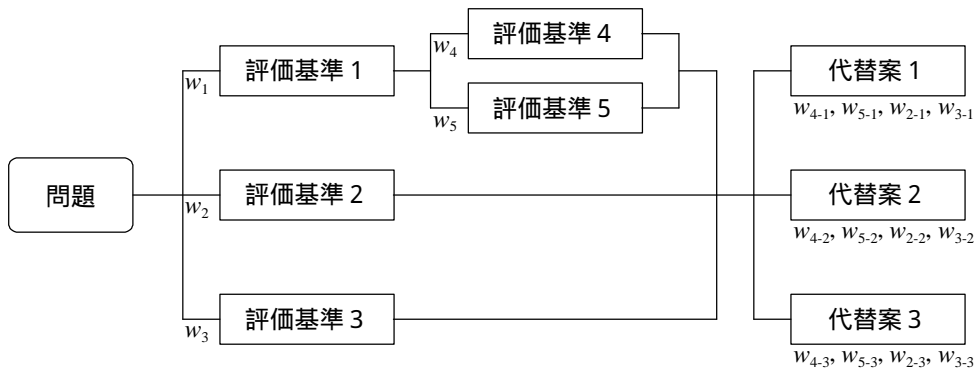 評価基準 4
w4
評価基準 1
w1
代替案 1
評価基準 5
w5
w4-1, w5-1, w2-1, w3-1
問題
評価基準 2
w2
代替案 2
w4-2, w5-2, w2-2, w3-2
評価基準 3
w3
代替案 3
w4-3, w5-3, w2-3, w3-3